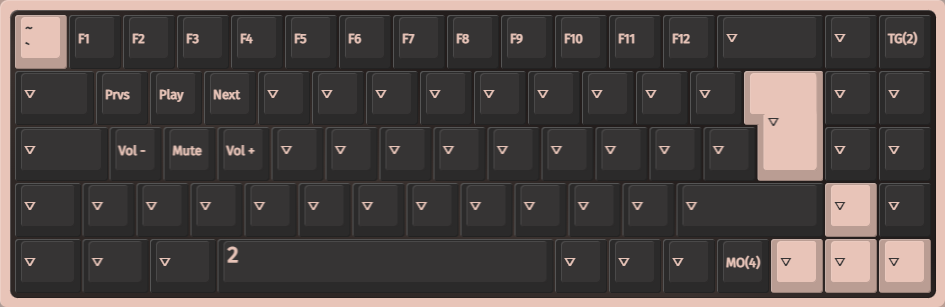 ~
` F1 F2 F3 F4 F5 F6 F7 F8 F9 F10 F11 F12 ▽ ▽ TG(2)
▽ Prvs Play Next ▽ ▽ ▽ ▽ ▽ ▽ ▽ ▽ ▽ ▽ ▽ ▽
▽ Vol - Mute Vol + ▽ ▽ ▽ ▽ ▽ ▽ ▽ ▽ ▽ ▽ ▽
▽ ▽ ▽ ▽ ▽ ▽ ▽ ▽ ▽ ▽ ▽ ▽ ▽ ▽ ▽
▽ ▽ ▽ 2 ▽ ▽ ▽ MO(4) ▽ ▽ ▽